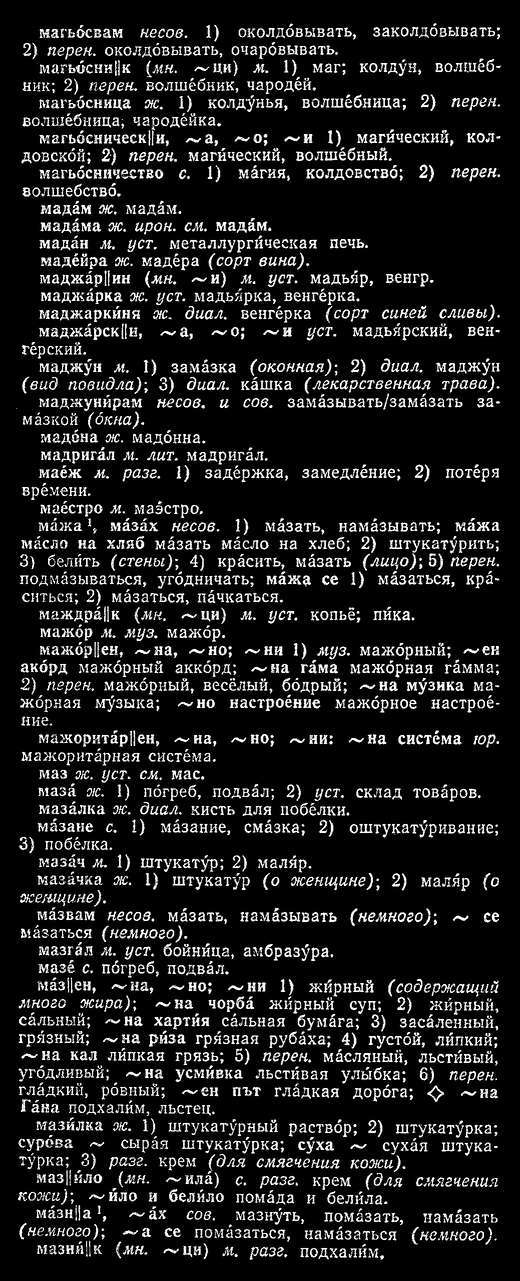 магьо́свам несов. 1) околдо́вывать, заколдо́вывать;
2) перен. околдо́вывать, очаро́вывать.
магьо́сни||к (мн. ~ци) м. 1) маг; колду́н, волше́б-
ник; 2) перен. волше́бник, чароде́й.
магьо́сница ж. 1) колду́нья, волше́бница; 2) перен.
волше́бница, чароде́йка.
магьо́сническ||и, ~а, ~о; ~и 1) маги́ческий, кол-
довско́й; 2) перен. маги́ческий, волше́бный.
магьо́сничество с. 1) ма́гия, колдовство́; 2) перен.
волшебство́.
мада́м ж. мада́м.
мада́ма ж. ирон. см. мада́м.
мада́н м. уст. металлурги́ческая печь.
маде́йра ж. маде́ра (сорт вина).
маджа́р||ин (мн. ~и) м. уст. мадья́р, венгр.
маджа́рка ж. уст. мадья́рка, венге́рка.
маджарки́ня ж. диал. венге́рка (сорт синей сливы).
маджа́рск||и, ~а, ~о; ~и уст. мадья́рский, вен-
ге́рский.
маджу́н м. 1) зама́зка (оконная); 2) диал. маджу́н
(вид повидла); 3) диал. ка́шка (лекарственная трава).
маджуни́рам несов. и сов. зама́зывать/зама́зать за-
ма́зкой (о́кна).
мадо́на ж. мадо́нна.
мадрига́л м. лит. мадрига́л.
мае́ж м. разг. 1) заде́ржка, замедле́ние; 2) поте́ря
вре́мени.
мае́стро м. маэ́стро.
ма́жа¹, ма́зах несов. 1) ма́зать, нама́зывать; ма́жа
ма́сло на хляб ма́зать ма́сло на хлеб; 2) штукату́рить;
3) бели́ть (стены); 4) кра́сить, ма́зать (лицо); 5) перен.
подма́зываться, уго́дничать; ма́жа се 1) ма́заться, кра́-
ситься; 2) ма́заться, па́чкаться.
маждра́||к (мн. ~ци) м. уст. копьё; пи́ка.
мажо́р м. муз. мажо́р.
мажо́р||ен, ~на, ~но; ~ни 1) муз. мажо́рный; ~ен
ако́рд мажо́рный акко́рд; ~на га́ма мажо́рная га́мма;
2) перен. мажо́рный, весёлый, бо́дрый; ~на му́зика ма-
жо́рная му́зыка; ~но настрое́ние мажо́рное настрое́-
ние.
мажорита́р||ен, ~на, ~но; ~ни: ~на систе́ма юр.
мажорита́рная систе́ма.
маз ж. уст. см. мас.
маза́ ж. 1) по́греб, подва́л; 2) уст. склад това́ров.
маза́лка ж. диал. кисть для побе́лки.
ма́зане с. 1) ма́зание, сма́зка; 2) оштукату́ривание;
3) побе́лка.
маза́ч м. 1) штукату́р; 2) маля́р.
маза́чка ж. 1) штукату́р (о женщине); 2) маля́р (о
женщине).
ма́звам несов. ма́зать, нама́зывать (немного); ~ се
ма́заться (немного).
мазга́л м. уст. бойни́ца, амбразу́ра.
мазе́ с. по́греб, подва́л.
ма́з||ен, ~на, ~но; ~ни 1) жи́рный (содержащий
много жира); ~на чорба́ жи́рный суп; 2) жи́рный,
са́льный; ~на харти́я са́льная бума́га; 3) заса́ленный,
гря́зный; ~на ри́за гря́зная руба́ха; 4) густо́й, ли́пкий;
~на кал ли́пкая грязь; 5) перен. ма́сляный, льсти́вый,
уго́дливый; ~на усми́вка льсти́вая улы́бка; 6) перен.
гла́дкий, ро́вный; ~ен път гла́дкая доро́га; ◇ ~на
Га́на подхали́м, льстец.
мази́лка ж. 1) штукату́рный раство́р; 2) штукату́рка;
суро́ва ~ сыра́я штукату́рка; су́ха ~ суха́я штука-
ту́рка; 3) разг. крем (для смягчения кожи).
маз||и́ло (мн. ~ила́) с. разг. крем (для смягчения
кожи); ~и́ло и бели́ло пома́да и бели́ла.
ма́зн||а¹, ~ах сов. мазну́ть, пома́зать, нама́зать
(немного); ~а се пома́заться, нама́заться (немного).
мазни́||к (мн. ~ци) м. разг. подхали́м.